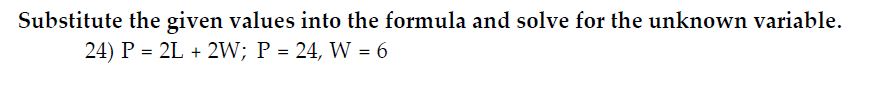 Substitute the given values into the formula and solve for the unknown variable.
24) P = 2L + 2W; P = 24, W = 6